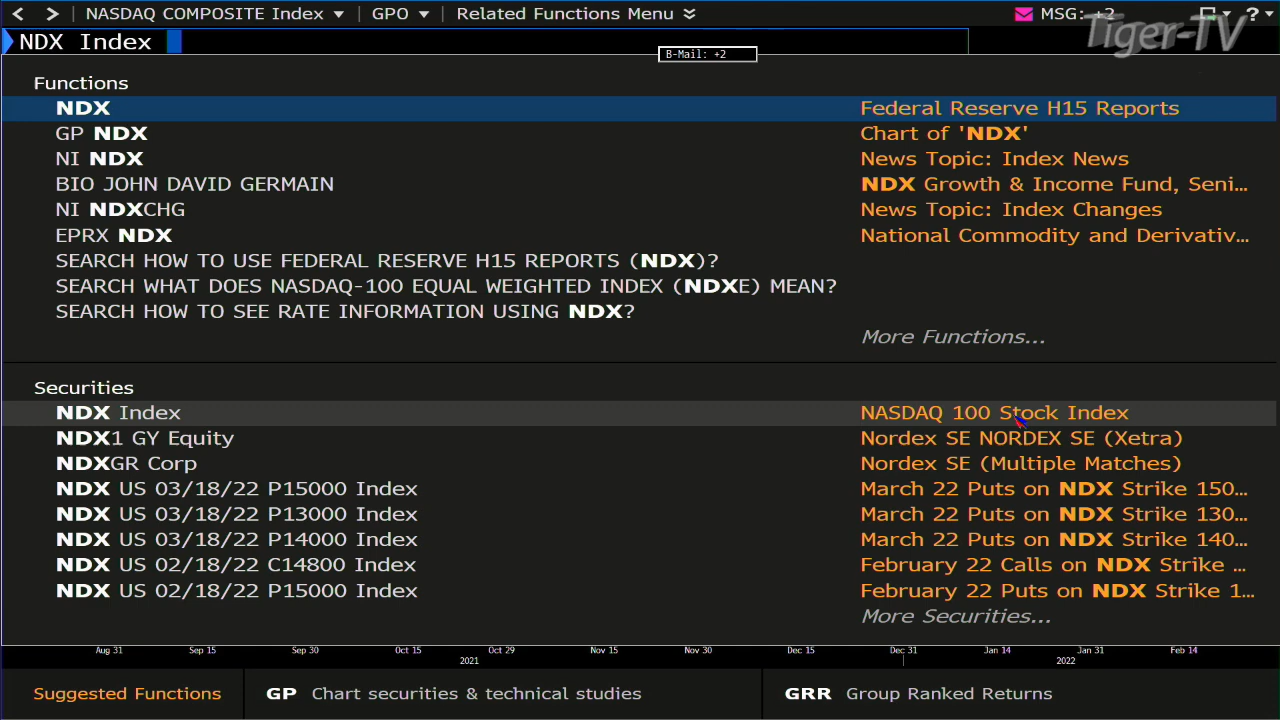 NASDAQ COMPOSITE Index GPO Related Functions Menu MSG: +2 ?
Tiger-TV
NDX Index
B-Mail: +2
Functions
NDX Federal Reserve H15 Reports
GP NDX Chart of 'NDX'
NI NDX News Topic: Index News
BIO JOHN DAVID GERMAIN NDX Growth & Income Fund, Seni...
NI NDXCHG News Topic: Index Changes
EPRX NDX National Commodity and Derivativ...
SEARCH HOW TO USE FEDERAL RESERVE H15 REPORTS (NDX)?
SEARCH WHAT DOES NASDAQ-100 EQUAL WEIGHTED INDEX (NDXE) MEAN?
SEARCH HOW TO SEE RATE INFORMATION USING NDX?
More Functions...
Securities
NDX Index NASDAQ 100 Stock Index
NDX1 GY Equity Nordex SE NORDEX SE (Xetra)
NDXGR Corp Nordex SE (Multiple Matches)
NDX US 03/18/22 P15000 Index March 22 Puts on NDX Strike 150...
NDX US 03/18/22 P13000 Index March 22 Puts on NDX Strike 130...
NDX US 03/18/22 P14000 Index March 22 Puts on NDX Strike 140...
NDX US 02/18/22 C14800 Index February 22 Calls on NDX Strike ...
NDX US 02/18/22 P15000 Index February 22 Puts on NDX Strike 1...
More Securities...
Aug 31 Sep 15 Sep 30 Oct 15 Oct 29 Nov 15 Nov 30 Dec 15 Dec 31 Jan 14 Jan 31 Feb 14
2021 2022
Suggested Functions GP Chart securities & technical studies GRR Group Ranked Returns